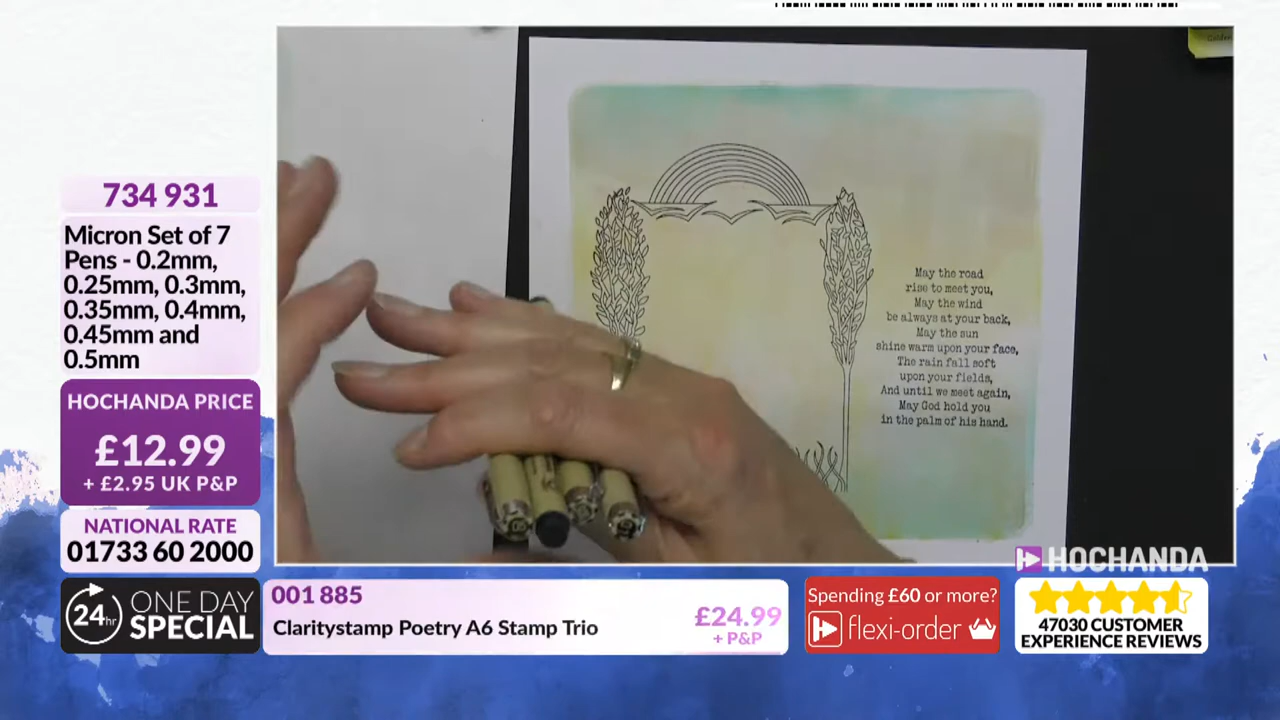 734 931
Micron Set of 7
Pens - 0.2mm,
0.25mm, 0.3mm,
0.35mm, 0.4mm,
0.45mm and
0.5mm
HOCHANDA PRICE
£12.99
+ £2.95 UK P&P
NATIONAL RATE
01733 60 2000
24hr
ONE DAY
SPECIAL
May the road
rise to meet you,
May the wind
be always at your back,
May the sun
shine warm upon your face,
The rain fall soft
upon your fields,
And until we meet again,
May God hold you
in the palm of his hand.
001 885
Claritystamp Poetry A6 Stamp Trio
£24.99
+ P&P
Spending £60 or more?
flexi-order
HOCHANDA
47030 CUSTOMER
EXPERIENCE REVIEWS